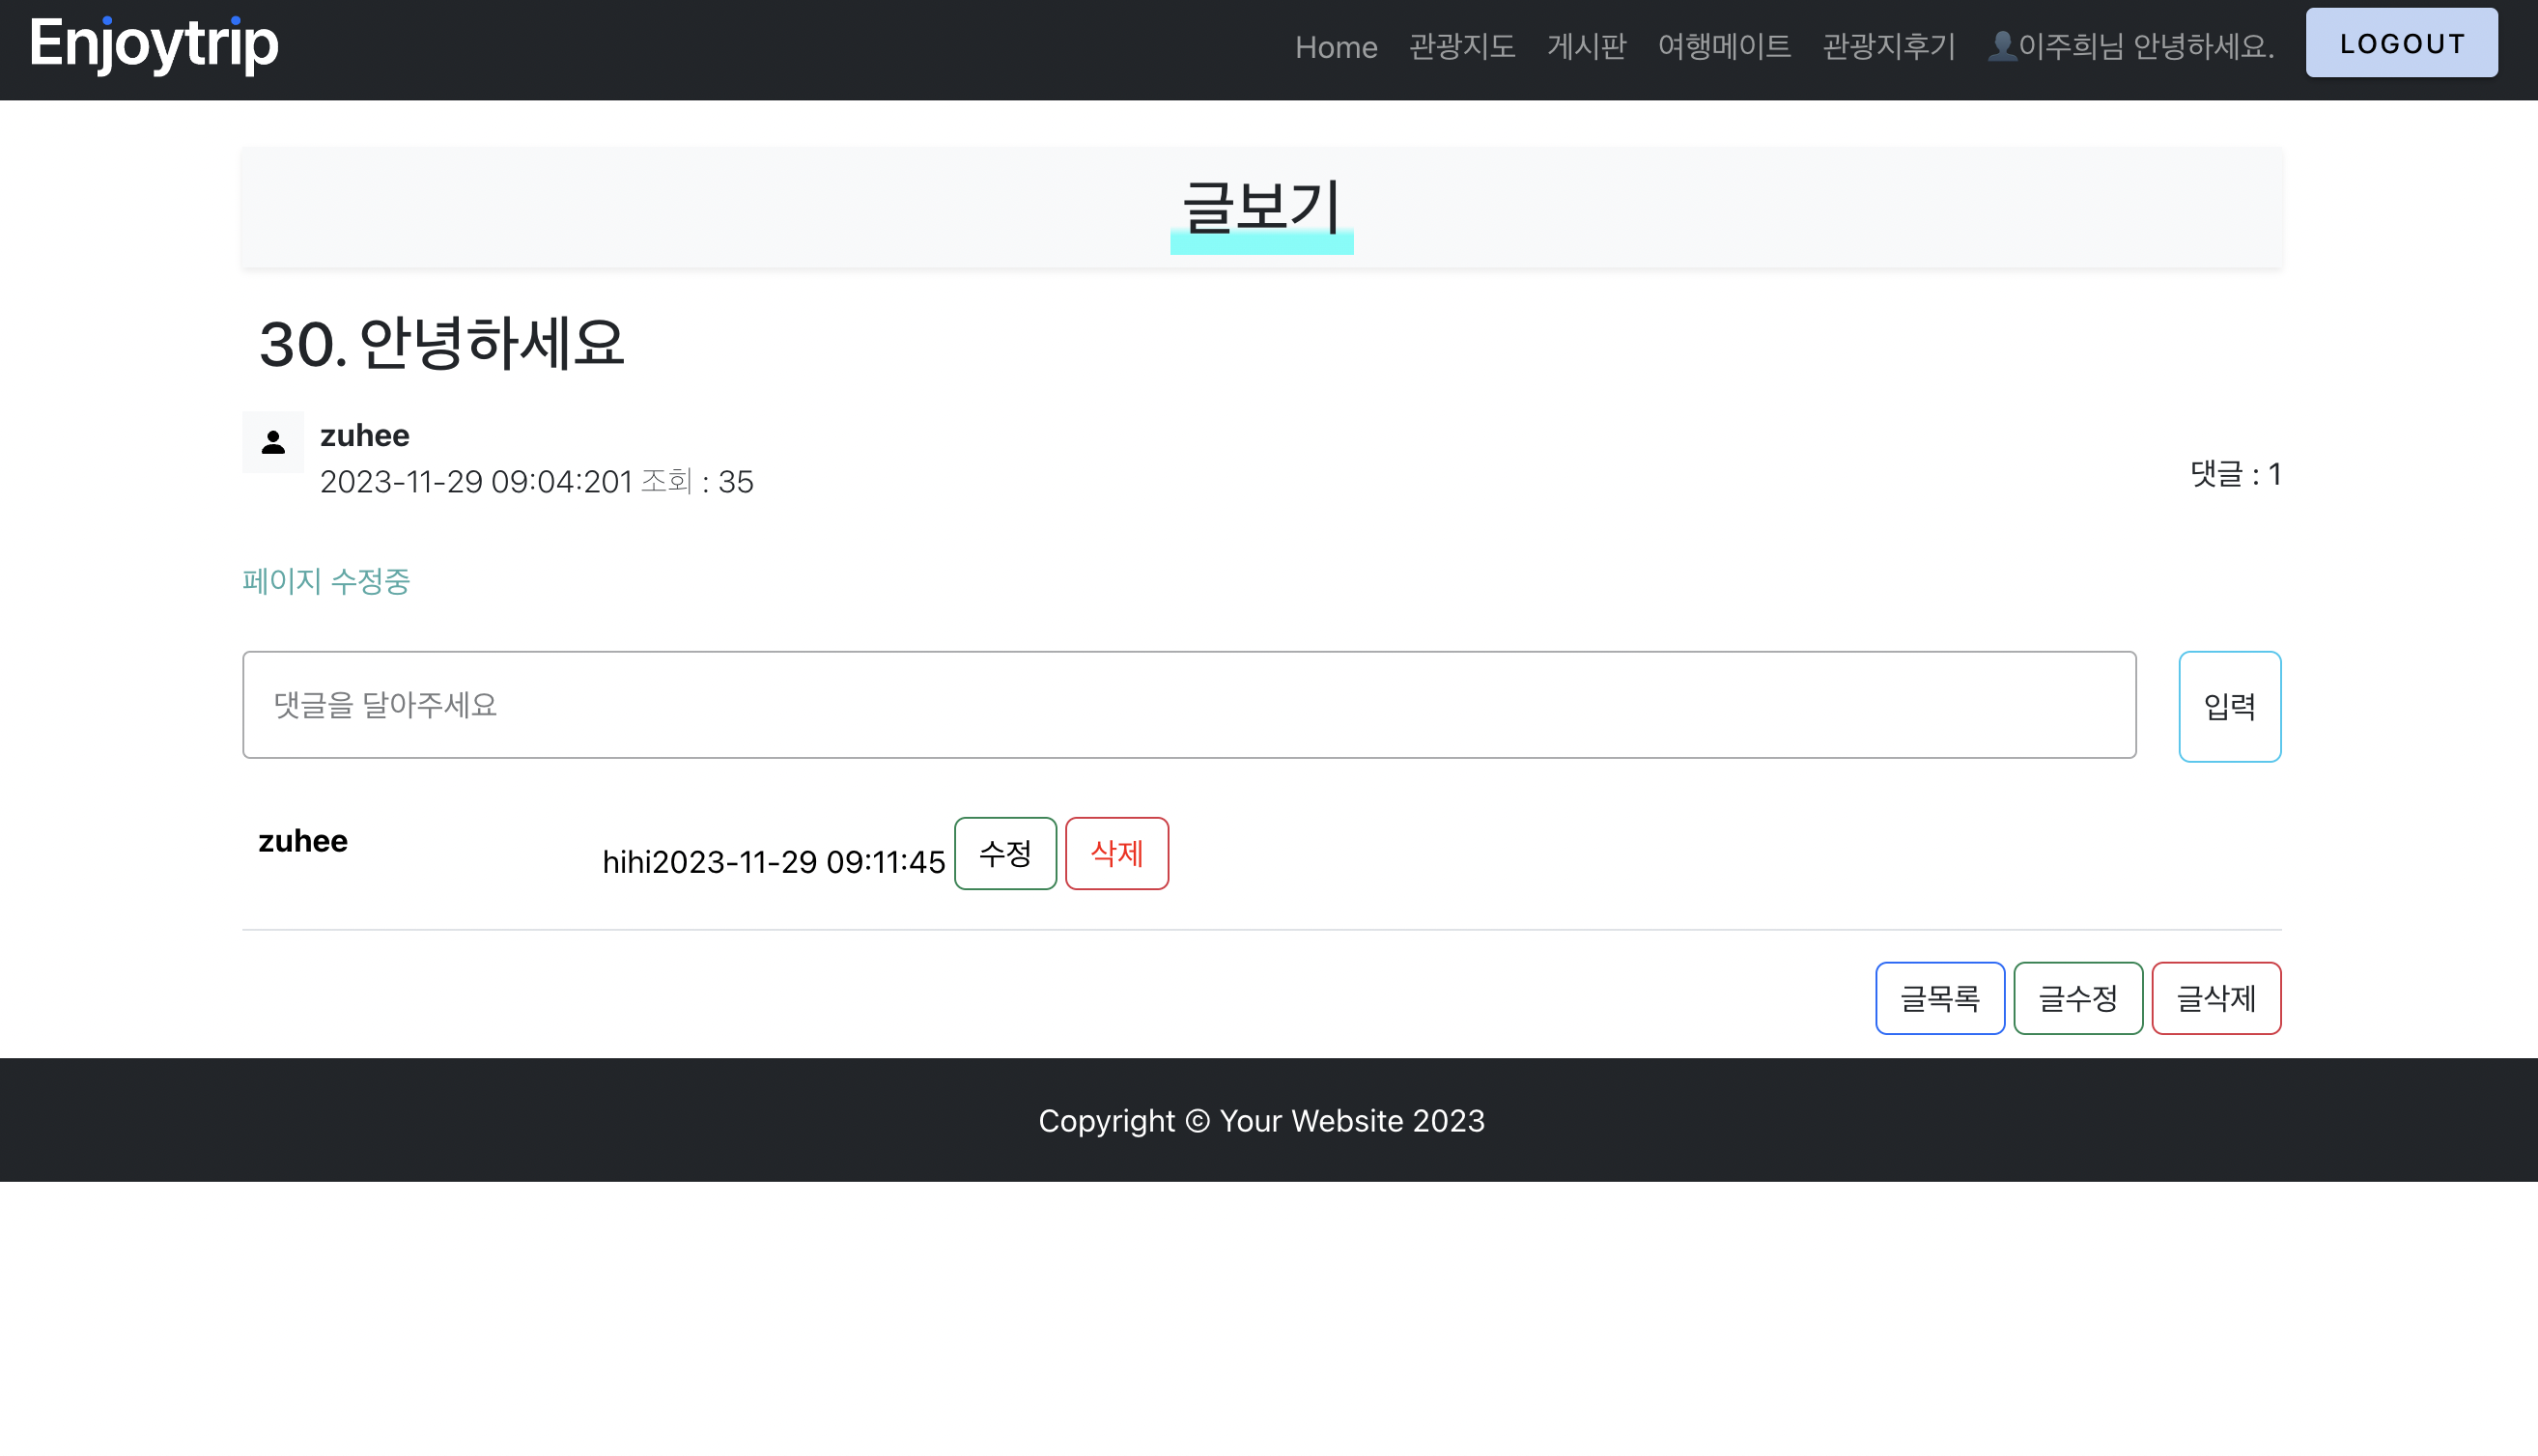 Enjoytrip
Home 관광지도 게시판 여행메이트 관광지후기 👤이주희님 안녕하세요. LOGOUT
글보기
30. 안녕하세요
zuhee
2023-11-29 09:04:201 조회 : 35
댓글 : 1
페이지 수정중
댓글을 달아주세요 입력
zuhee
hihi2023-11-29 09:11:45 수정 삭제
글목록 글수정 글삭제
Copyright © Your Website 2023